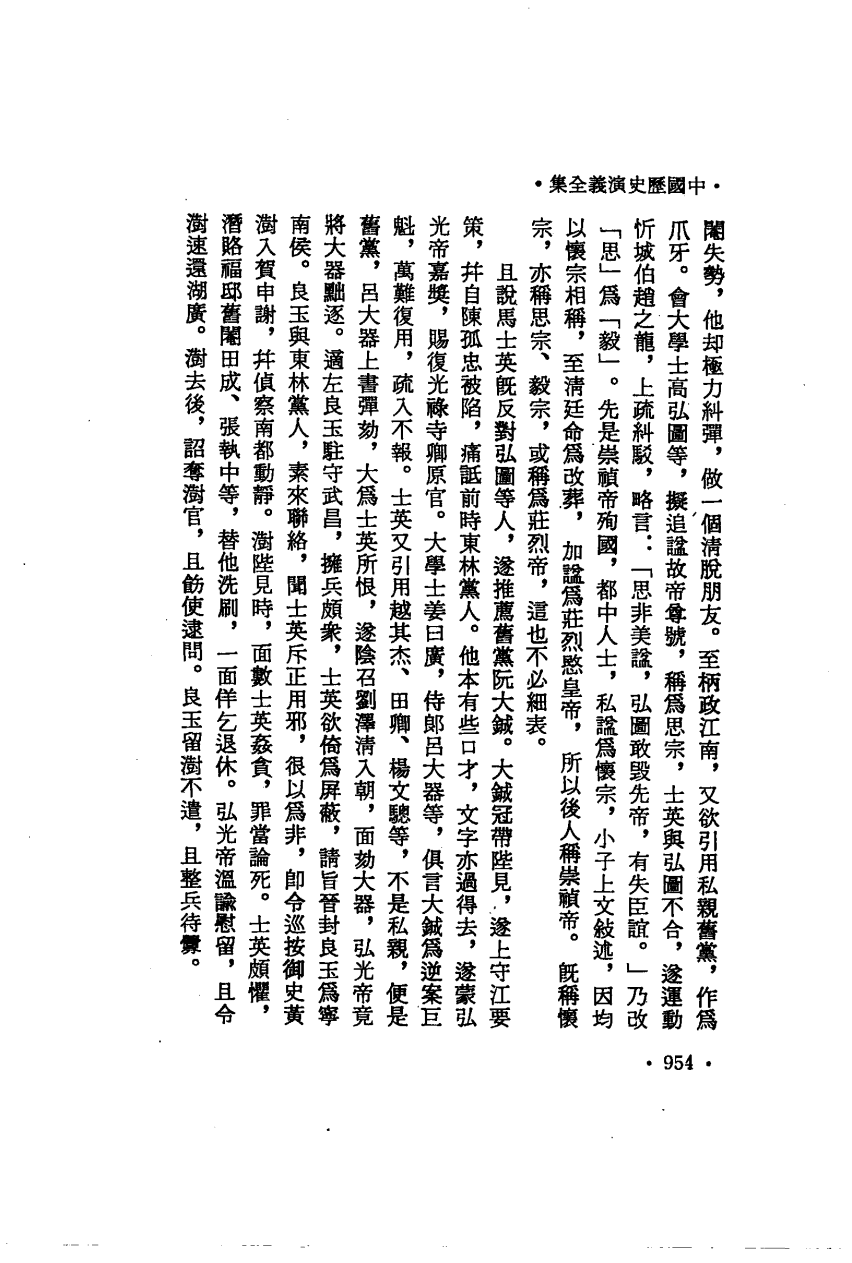 •中國歷史演義全集•
閹失勢，他却極力糾彈，做一個清脫朋友。至柄政江南，又欲引用私親舊黨，作爲
爪牙。會大學士高弘圖等，擬追諡故帝尊號，稱爲思宗，士英與弘圖不合，遂運動
忻城伯趙之龍，上疏糾駁，略言：「思非美諡，弘圖敢毀先帝，有失臣誼。」乃改
「思」爲「毅」。先是崇禎帝殉國，都中人士，私諡爲懷宗，小子上文敍述，因均
以懷宗相稱，至清廷命爲改葬，加諡爲莊烈愍皇帝，所以後人稱崇禎帝。旣稱懷
宗，亦稱思宗、毅宗，或稱爲莊烈帝，這也不必細表。
且說馬士英旣反對弘圖等人，遂推薦舊黨阮大鋮。大鋮冠帶陛見，遂上守江要
策，幷自陳孤忠被陷，痛詆前時東林黨人。他本有些口才，文字亦過得去，遂蒙弘
光帝嘉獎，賜復光祿寺卿原官。大學士姜曰廣，侍郎呂大器等，俱言大鋮爲逆案巨
魁，萬難復用，疏入不報。士英又引用越其杰、田卿、楊文驄等，不是私親，便是
舊黨，呂大器上書彈劾，大爲士英所恨，遂陰召劉澤清入朝，面劾大器，弘光帝竟
將大器黜逐。適左良玉駐守武昌，擁兵頗衆，士英欲倚爲屏蔽，請旨晉封良玉爲寧
南侯。良玉與東林黨人，素來聯絡，聞士英斥正用邪，很以爲非，卽令巡按御史黃
澍入賀申謝，幷偵察南都動靜。澍陛見時，面數士英姦貪，罪當論死。士英頗懼，
潛賂福邸舊閹田成、張執中等，替他洗刷，一面佯乞退休。弘光帝溫諭慰留，且令
澍速還湖廣。澍去後，詔奪澍官，且飭使逮問。良玉留澍不遣，且整兵待釁。
•954•